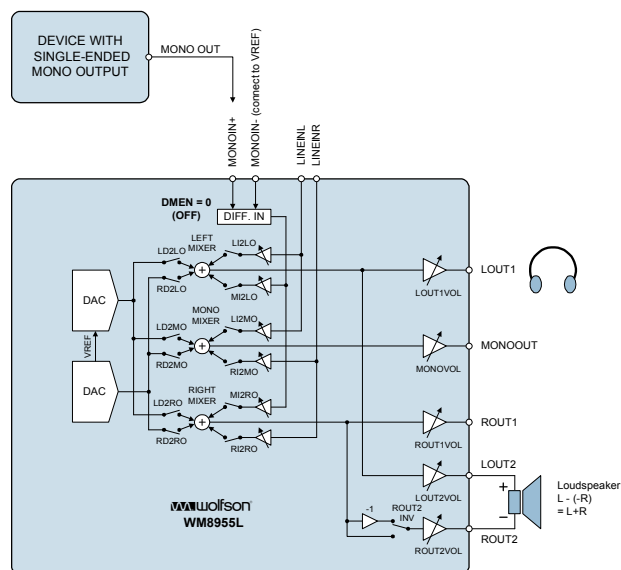 DEVICE WITH
SINGLE-ENDED
MONO OUTPUT
MONO OUT
MONOIN+
MONOIN- (connect to VREF)
LINEINL
LINEINR
DMEN = 0
(OFF)
DIFF. IN
LEFT
MIXER
LD2LO
RD2LO
LI2LO
MI2LO
DAC
VREF
DAC
MONO
MIXER
LD2MO
RD2MO
LI2MO
RI2MO
RIGHT
MIXER
LD2RO
RD2RO
MI2RO
RI2RO
LOUT1VOL
LOUT1
MONOVOL
MONOOUT
ROUT1VOL
ROUT1
LOUT2VOL
LOUT2
-1
ROUT2
INV
ROUT2VOL
ROUT2
+
−
Loudspeaker
L - (-R)
= L+R
wolfson
WM8955L